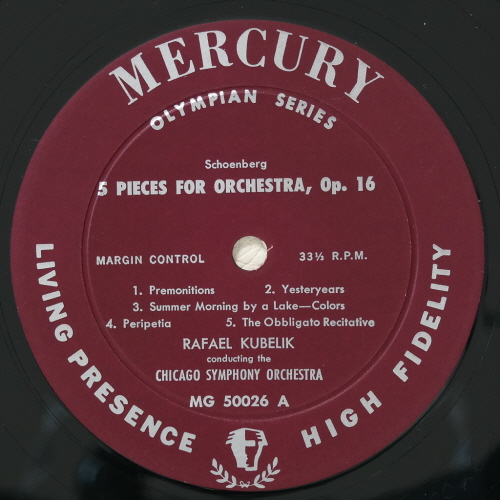 MERCURY
OLYMPIAN SERIES
Schoenberg
5 PIECES FOR ORCHESTRA, Op. 16
MARGIN CONTROL 33⅓ R.P.M.
1. Premonitions 2. Yesteryears
3. Summer Morning by a Lake—Colors
4. Peripetia 5. The Obbligato Recitative
RAFAEL KUBELIK
conducting the
CHICAGO SYMPHONY ORCHESTRA
MG 50026 A
LIVING PRESENCE
HIGH FIDELITY